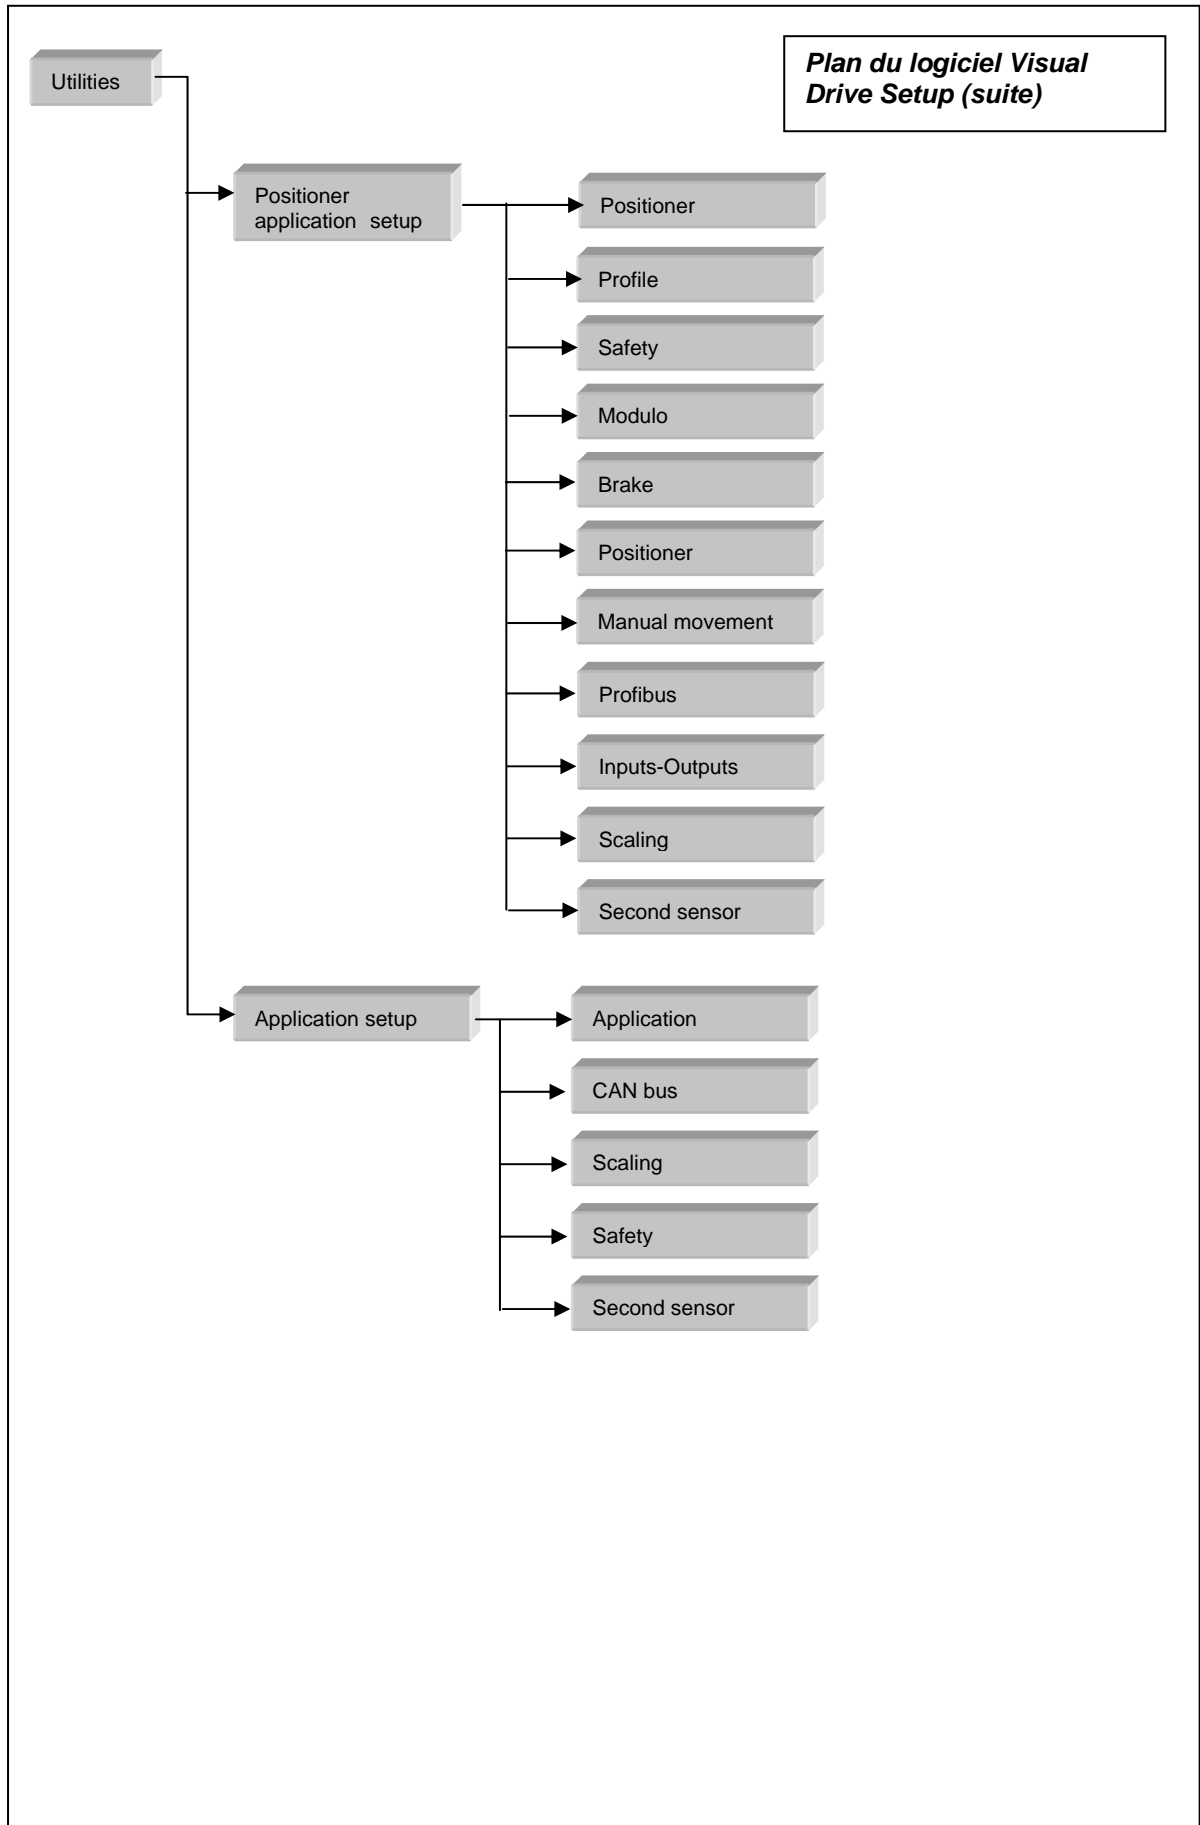 Utilities
Plan du logiciel Visual
Drive Setup (suite)
Positioner
application setup
Positioner
Profile
Safety
Modulo
Brake
Positioner
Manual movement
Profibus
Inputs-Outputs
Scaling
Second sensor
Application setup
Application
CAN bus
Scaling
Safety
Second sensor